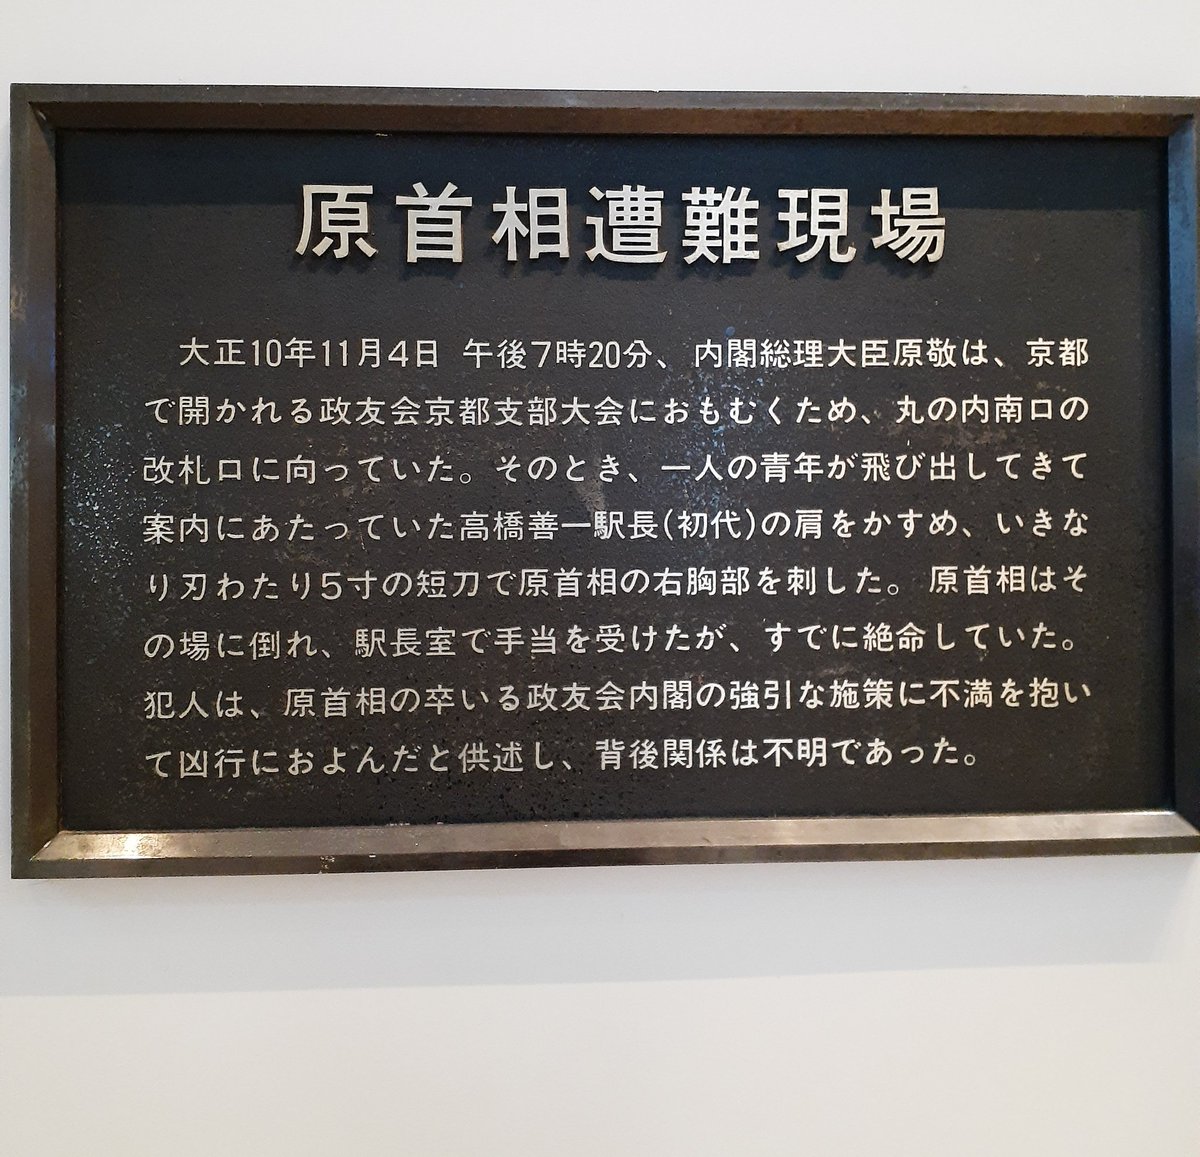 原首相遭難現場
大正10年11月4日 午後7時20分、内閣総理大臣原敬は、京都
で開かれる政友会京都支部大会におもむくため、丸の内南口の
改札口に向っていた。そのとき、一人の青年が飛び出してきて
案内にあたっていた高橋善一駅長(初代)の肩をかすめ、いきな
り刃わたり5寸の短刀で原首相の右胸部を刺した。原首相はそ
の場に倒れ、駅長室で手当を受けたが、すでに絶命していた。
犯人は、原首相の卒いる政友会内閣の強引な施策に不満を抱い
て凶行におよんだと供述し、背後関係は不明であった。